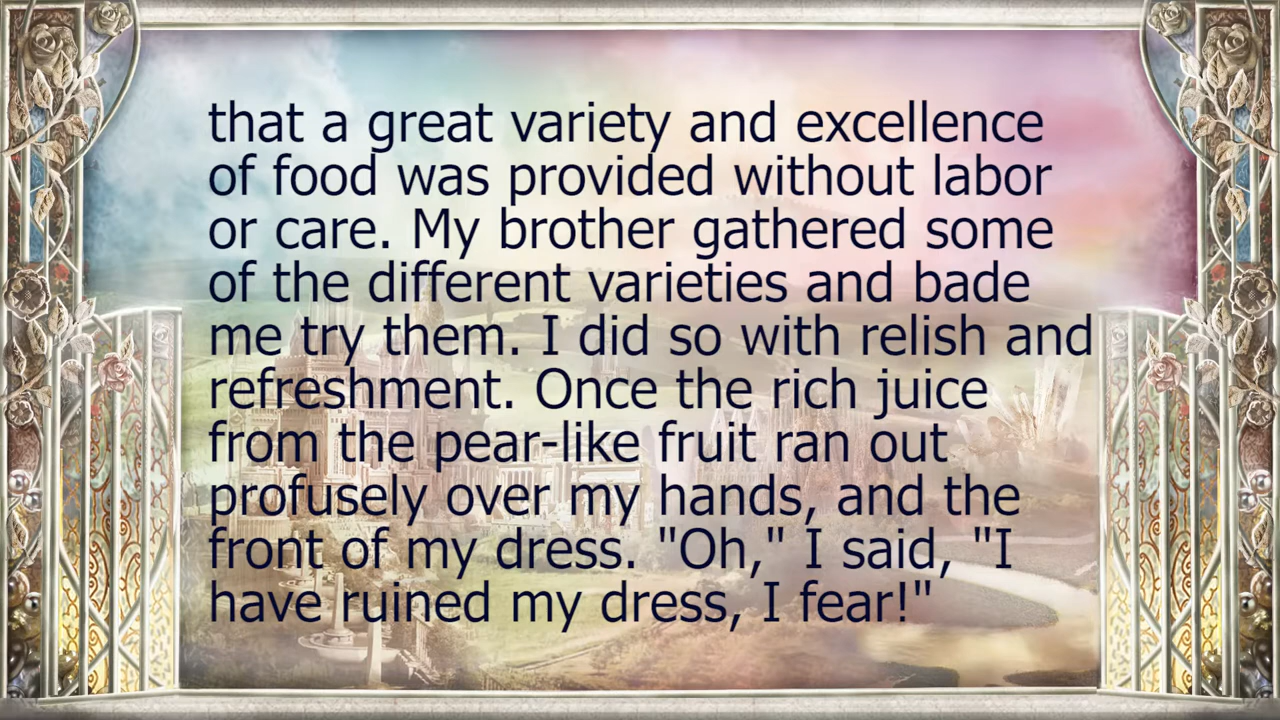 that a great variety and excellence
of food was provided without labor
or care. My brother gathered some
of the different varieties and bade
me try them. I did so with relish and
refreshment. Once the rich juice
from the pear-like fruit ran out
profusely over my hands, and the
front of my dress. "Oh," I said, "I
have ruined my dress, I fear!"